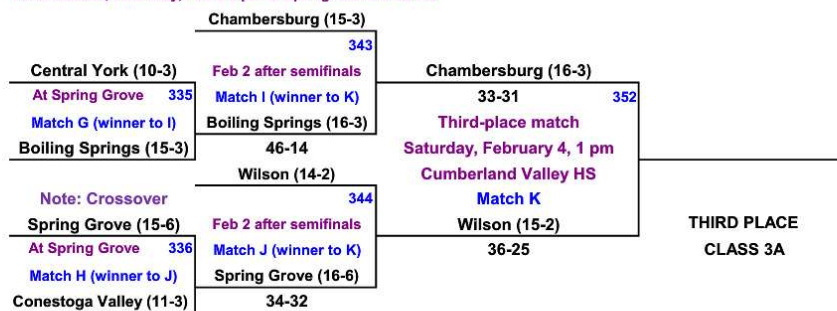 Chambersburg (15-3)
343
Central York (10-3)
Feb 2 after semifinals
Chambersburg (16-3)
At Spring Grove 335
Match I (winner to K)
33-31 352
Match G (winner to I)
Boiling Springs (16-3)
Third-place match
Boiling Springs (15-3)
46-14
Saturday, February 4, 1 pm
Wilson (14-2)
Cumberland Valley HS
Note: Crossover
344
Match K
Spring Grove (15-6)
Feb 2 after semifinals
Wilson (15-2)
THIRD PLACE
At Spring Grove 336
Match J (winner to K)
36-25
CLASS 3A
Match H (winner to J)
Spring Grove (16-6)
Conestoga Valley (11-3)
34-32